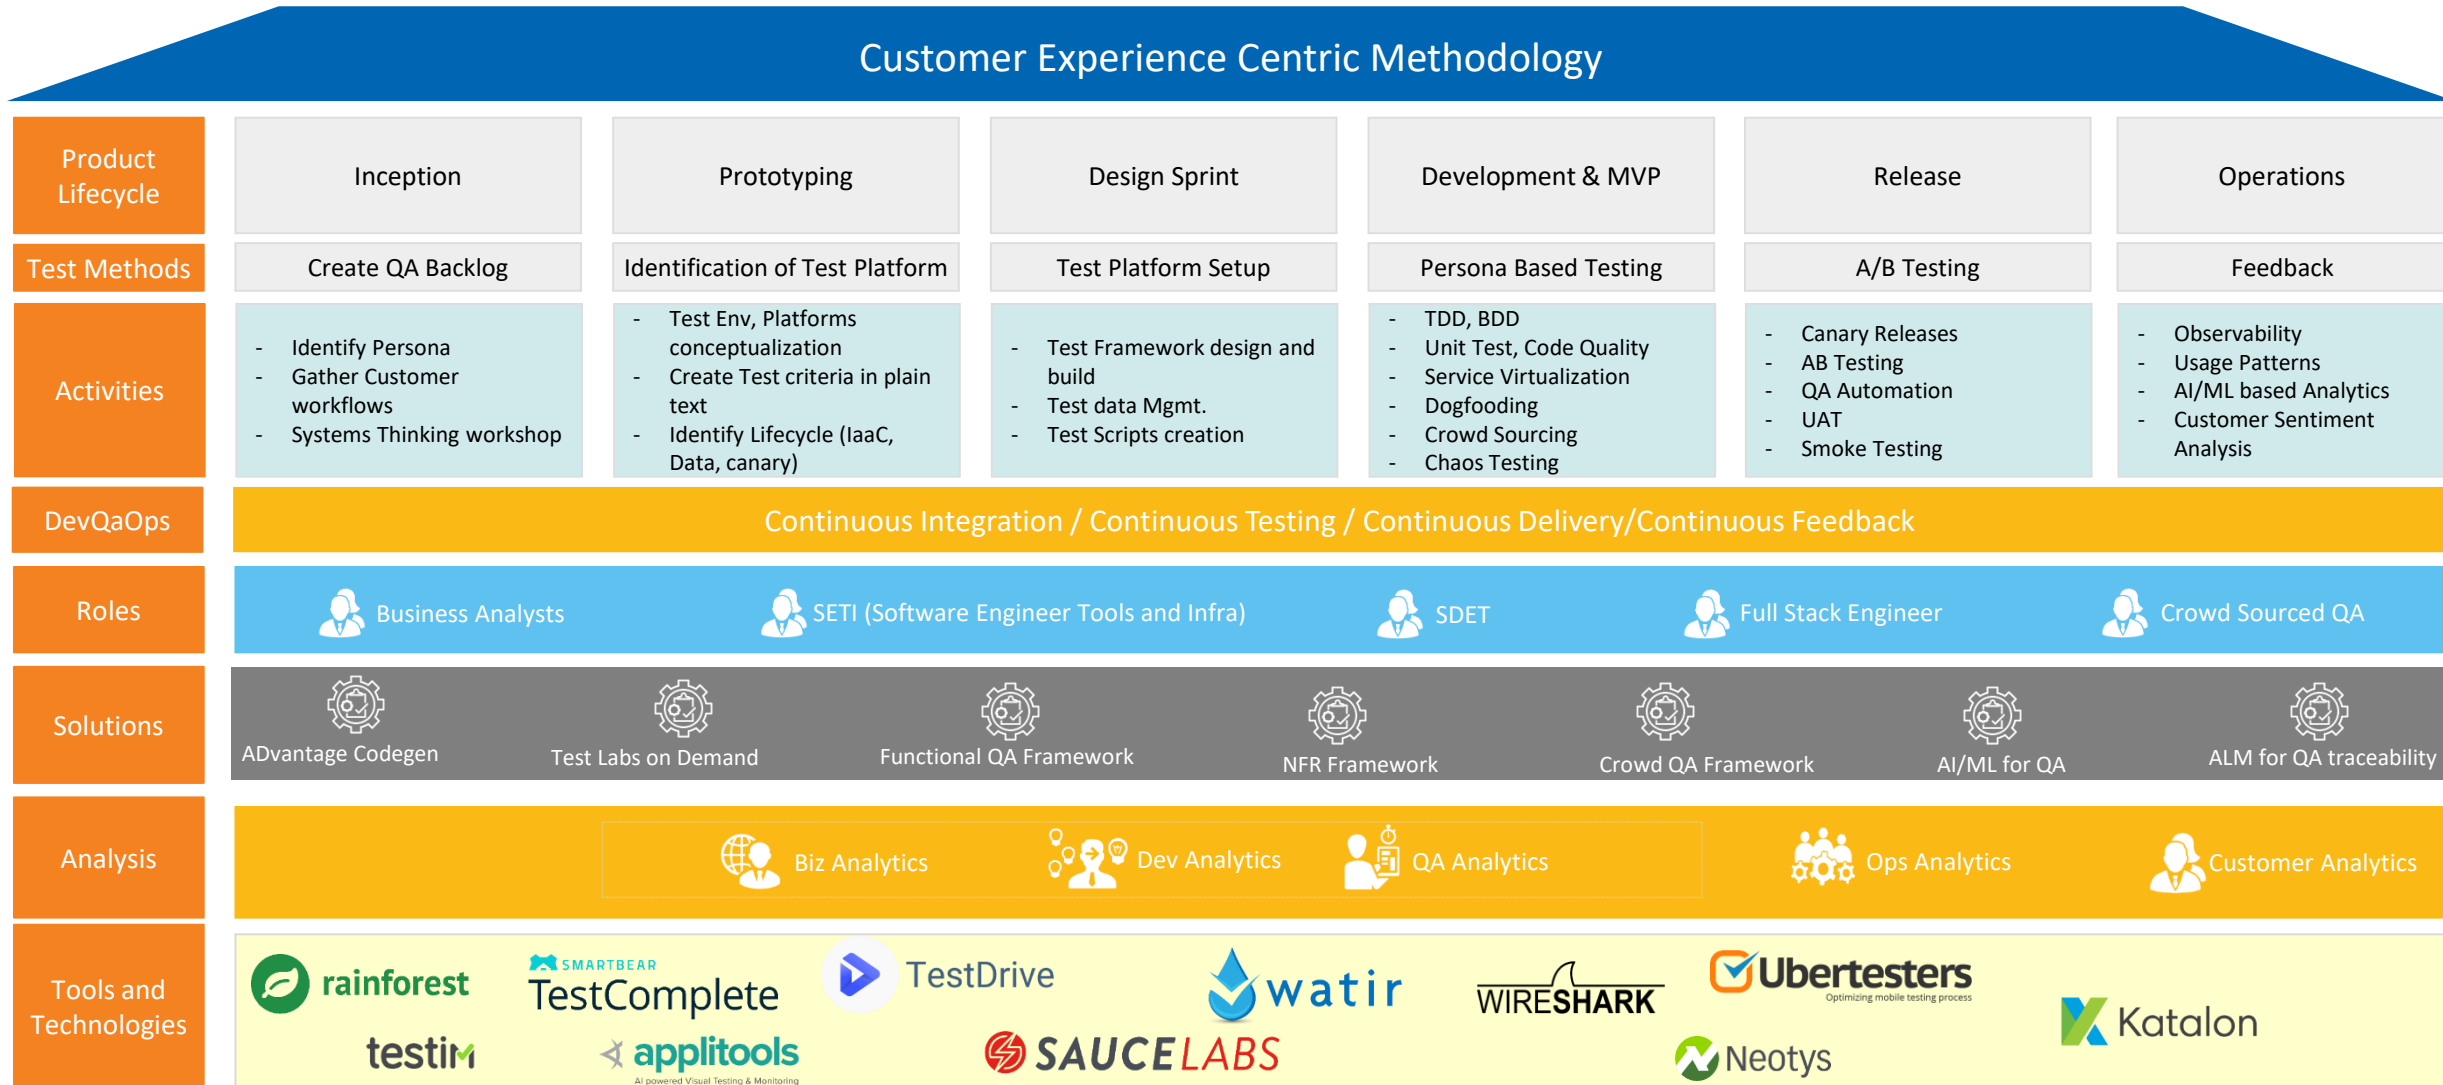 Customer Experience Centric Methodology
Product
Lifecycle
Inception
Prototyping
Design Sprint
Development & MVP
Release
Operations
Test Methods
Create QA Backlog
Identification of Test Platform
Test Platform Setup
Persona Based Testing
A/B Testing
Feedback
Activities
- Identify Persona
- Gather Customer
workflows
- Systems Thinking workshop
- Test Env, Platforms
conceptualization
- Create Test criteria in plain
text
- Identify Lifecycle (IaaC,
Data, canary)
- Test Framework design and
build
- Test data Mgmt.
- Test Scripts creation
- TDD, BDD
- Unit Test, Code Quality
- Service Virtualization
- Dogfooding
- Crowd Sourcing
- Chaos Testing
- Canary Releases
- AB Testing
- QA Automation
- UAT
- Smoke Testing
- Observability
- Usage Patterns
- AI/ML based Analytics
- Customer Sentiment
Analysis
DevQaOps
Continuous Integration / Continuous Testing / Continuous Delivery/Continuous Feedback
Roles
Business Analysts
SETI (Software Engineer Tools and Infra)
SDET
Full Stack Engineer
Crowd Sourced QA
Solutions
ADvantage Codegen
Test Labs on Demand
Functional QA Framework
NFR Framework
Crowd QA Framework
AI/ML for QA
ALM for QA traceability
Analysis
Biz Analytics
Dev Analytics
QA Analytics
Ops Analytics
Customer Analytics
Tools and
Technologies
rainforest
SMARTBEAR
TestComplete
TestDrive
watir
WIRESHARK
Ubertesters
Optimizing mobile testing process
Katalon
testim
applitools
AI powered Visual Testing & Monitoring
SAUCELABS
Neotys